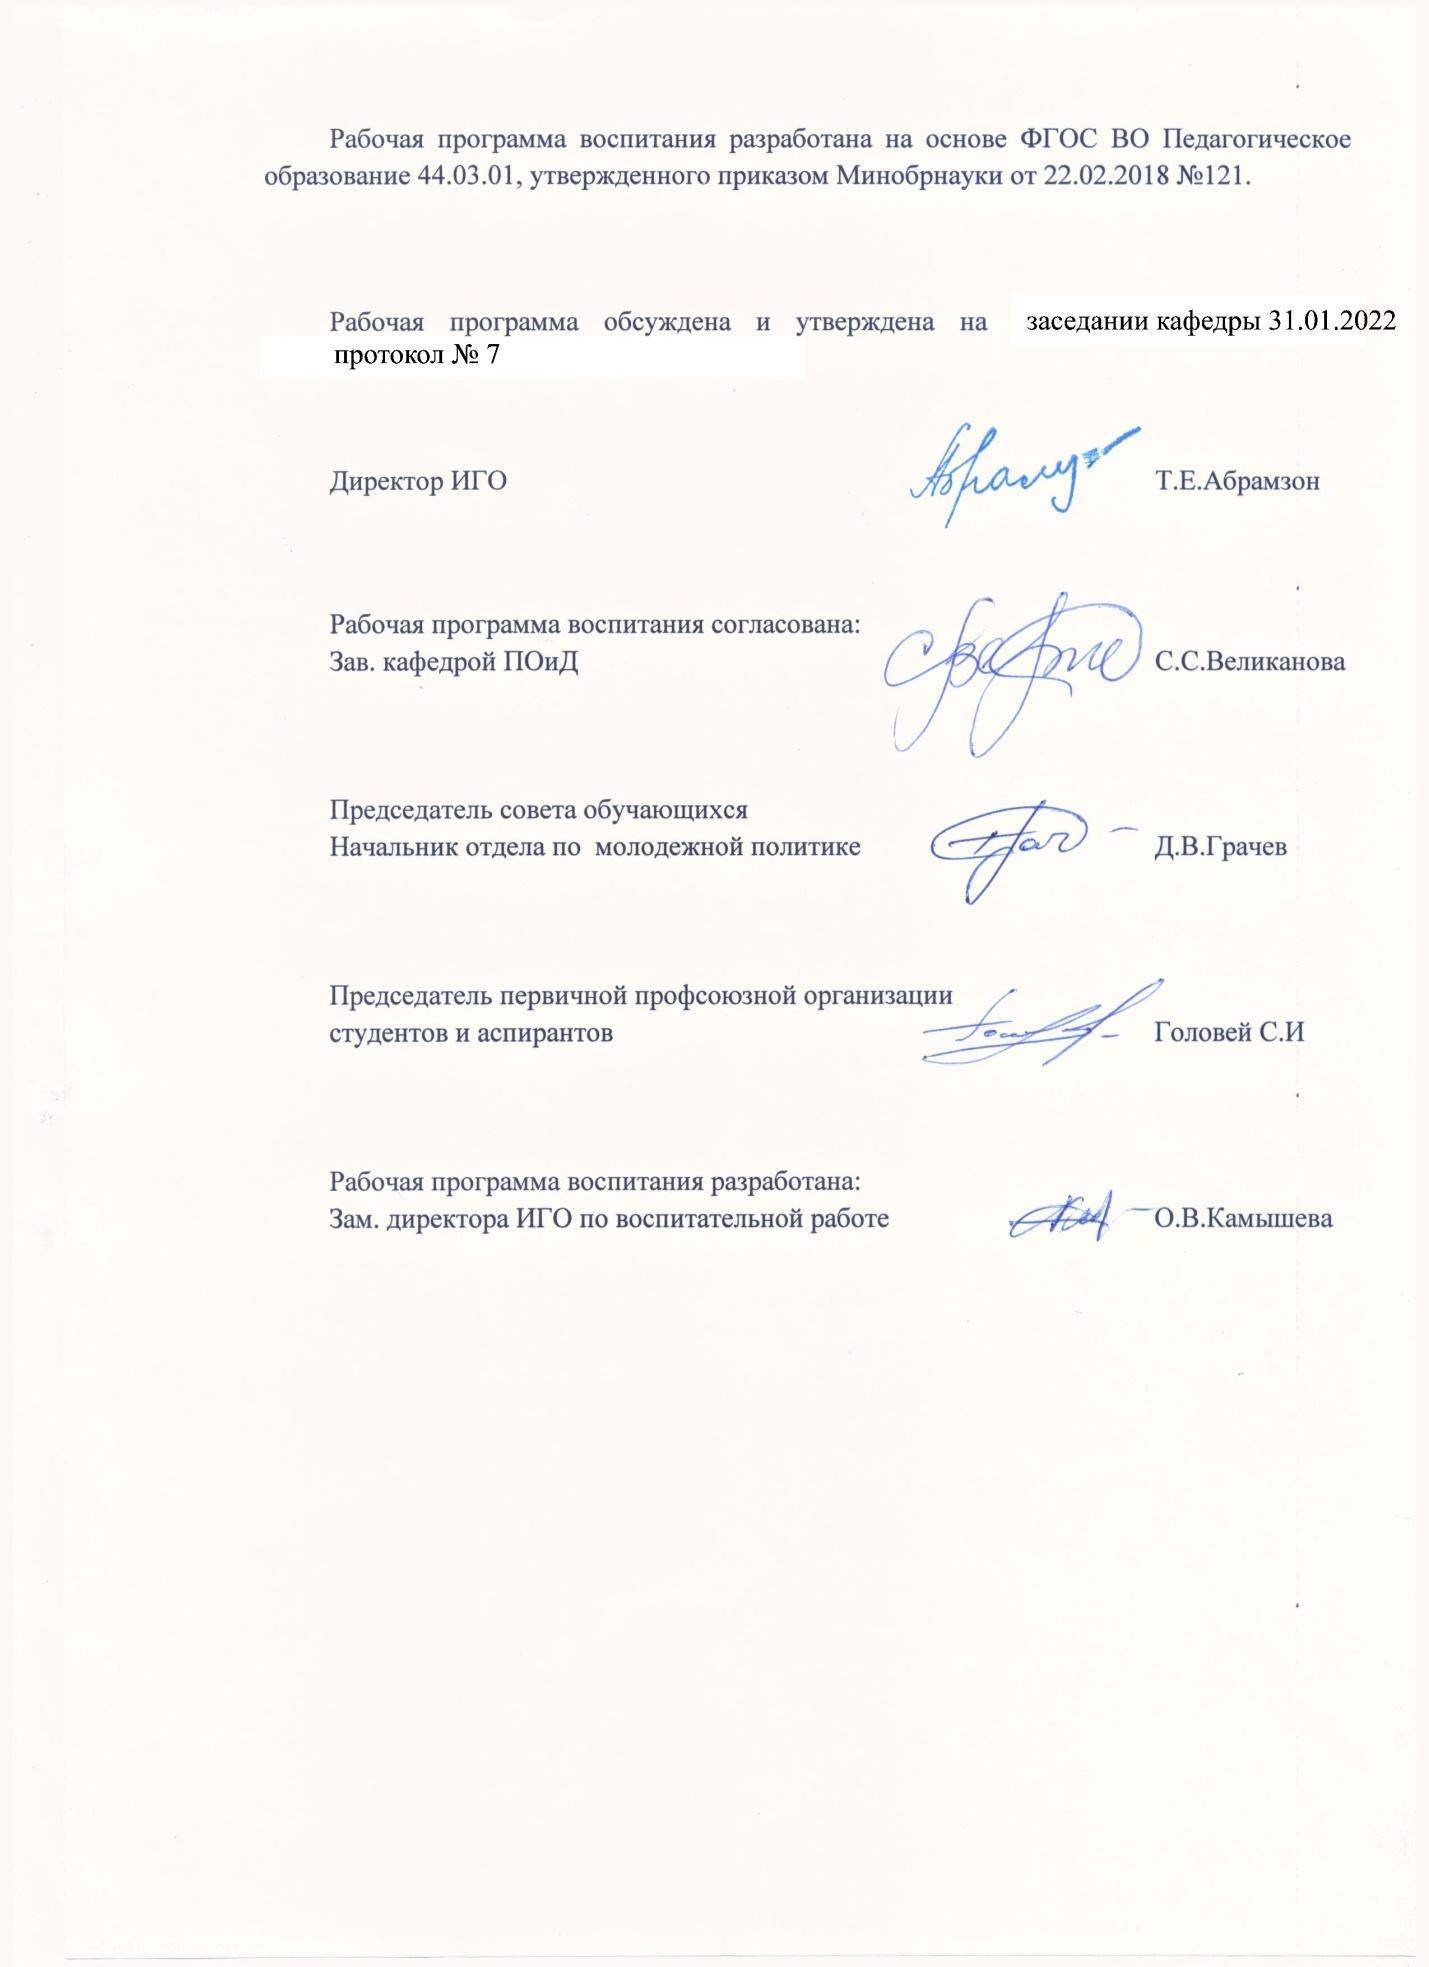 Рабочая программа воспитания разработана на основе ФГОС ВО Педагогическое
образование 44.03.01, утвержденного приказом Минобрнауки от 22.02.2018 №121.
Рабочая программа обсуждена и утверждена на заседании кафедры 31.01.2022
протокол № 7
Директор ИГО Т.Е.Абрамзон
Рабочая программа воспитания согласована:
Зав. кафедрой ПОиД С.С.Великанова
Председатель совета обучающихся
Начальник отдела по  молодежной политике Д.В.Грачев
Председатель первичной профсоюзной организации
студентов и аспирантов Головей С.И
Рабочая программа воспитания разработана:
Зам. директора ИГО по воспитательной работе О.В.Камышева